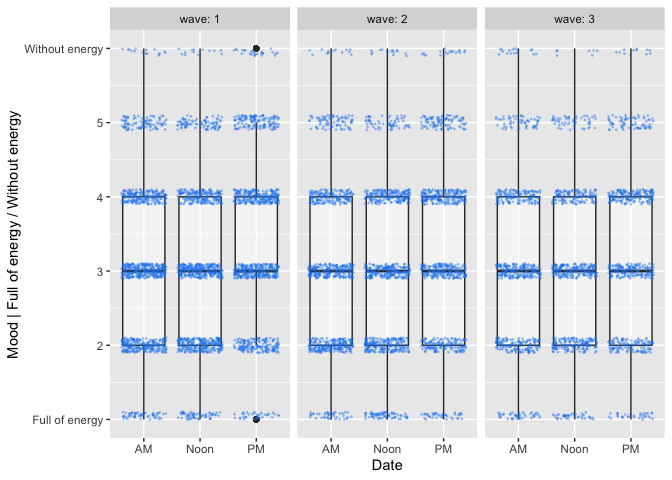 wave: 1
wave: 2
wave: 3
Without energy
5
4
3
2
Full of energy
Mood | Full of energy / Without energy
AM
Noon
PM
AM
Noon
PM
AM
Noon
PM
Date